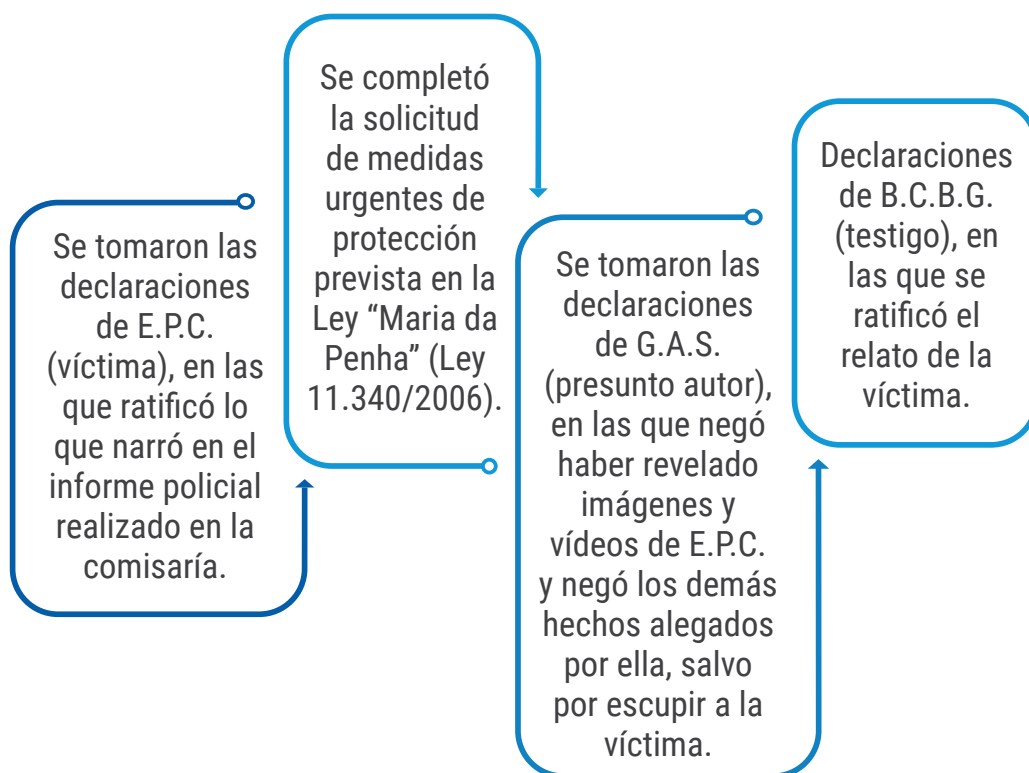 Se tomaron las
declaraciones
de E.P.C.
(víctima), en las
que ratificó lo
que narró en el
informe policial
realizado en la
comisaría.
Se completó
la solicitud
de medidas
urgentes de
protección
prevista en la
Ley “Maria da
Penha” (Ley
11.340/2006).
Se tomaron las
declaraciones
de G.A.S.
(presunto autor),
en las que negó
haber revelado
imágenes y
vídeos de E.P.C.
y negó los demás
hechos alegados
por ella, salvo
por escupir a la
víctima.
Declaraciones
de B.C.B.G.
(testigo), en
las que se
ratificó el
relato de la
víctima.